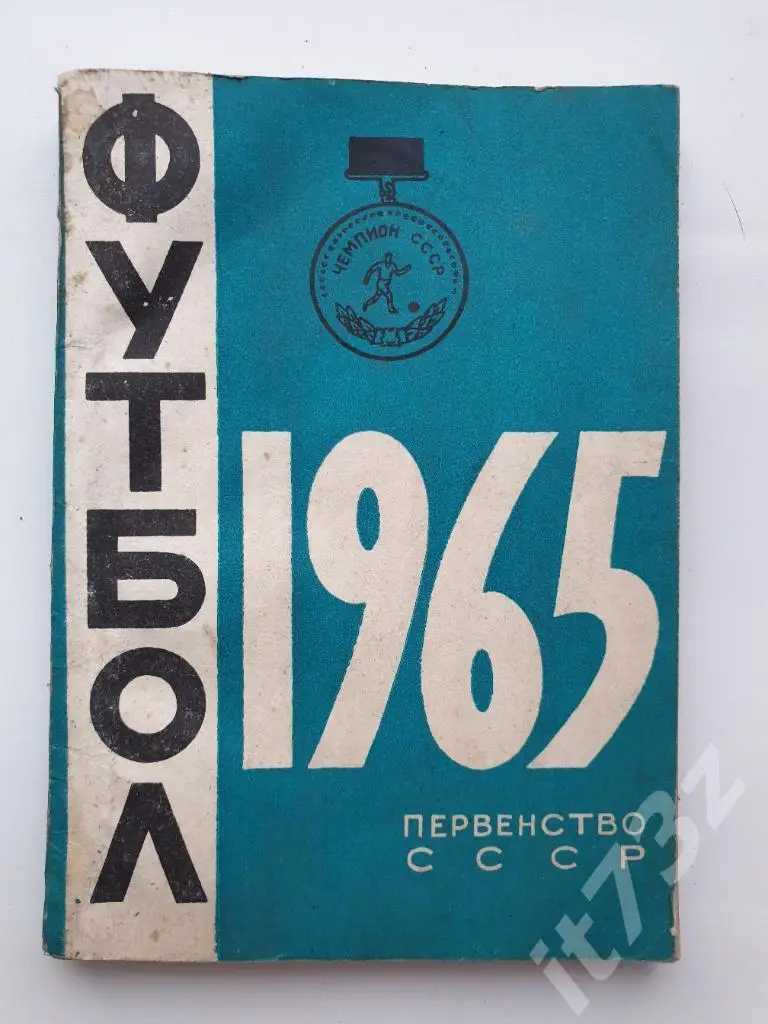 ФУТБОЛ
ЧЕМПИОН СССР
1965
ПЕРВЕНСТВО
СССР
it73z